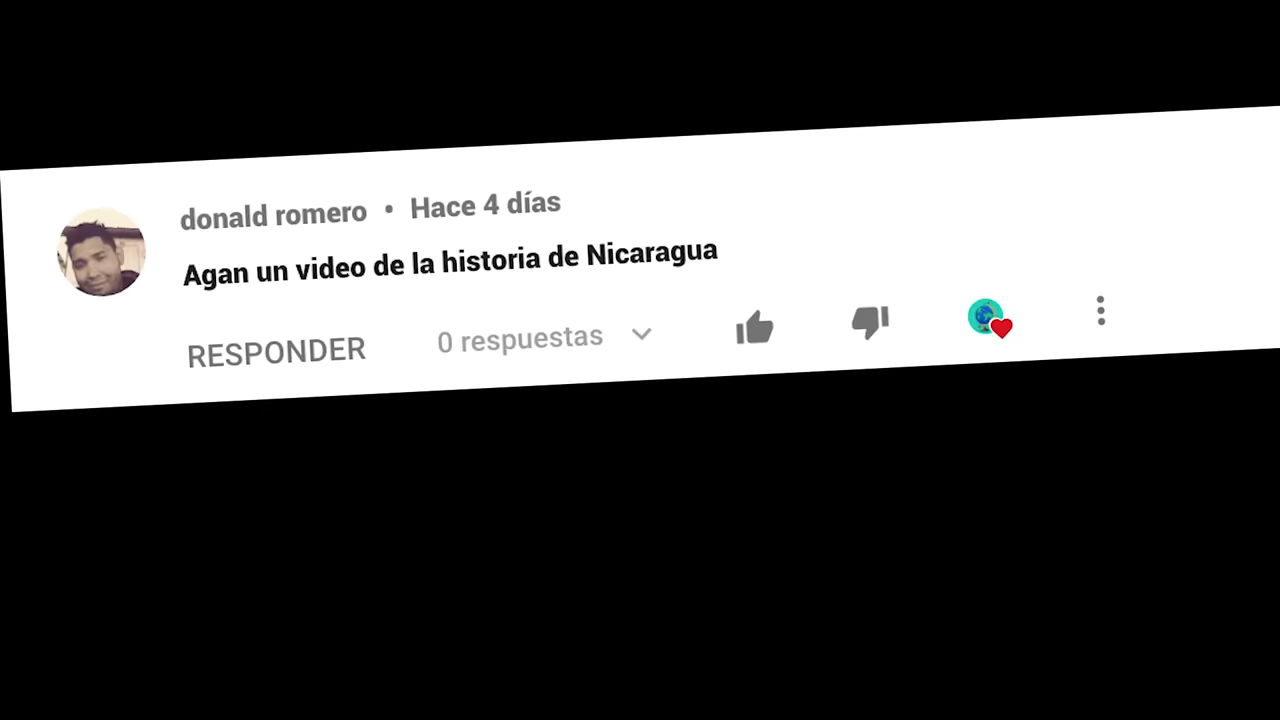 donald romero • Hace 4 días
Agan un video de la historia de Nicaragua
RESPONDER 0 respuestas